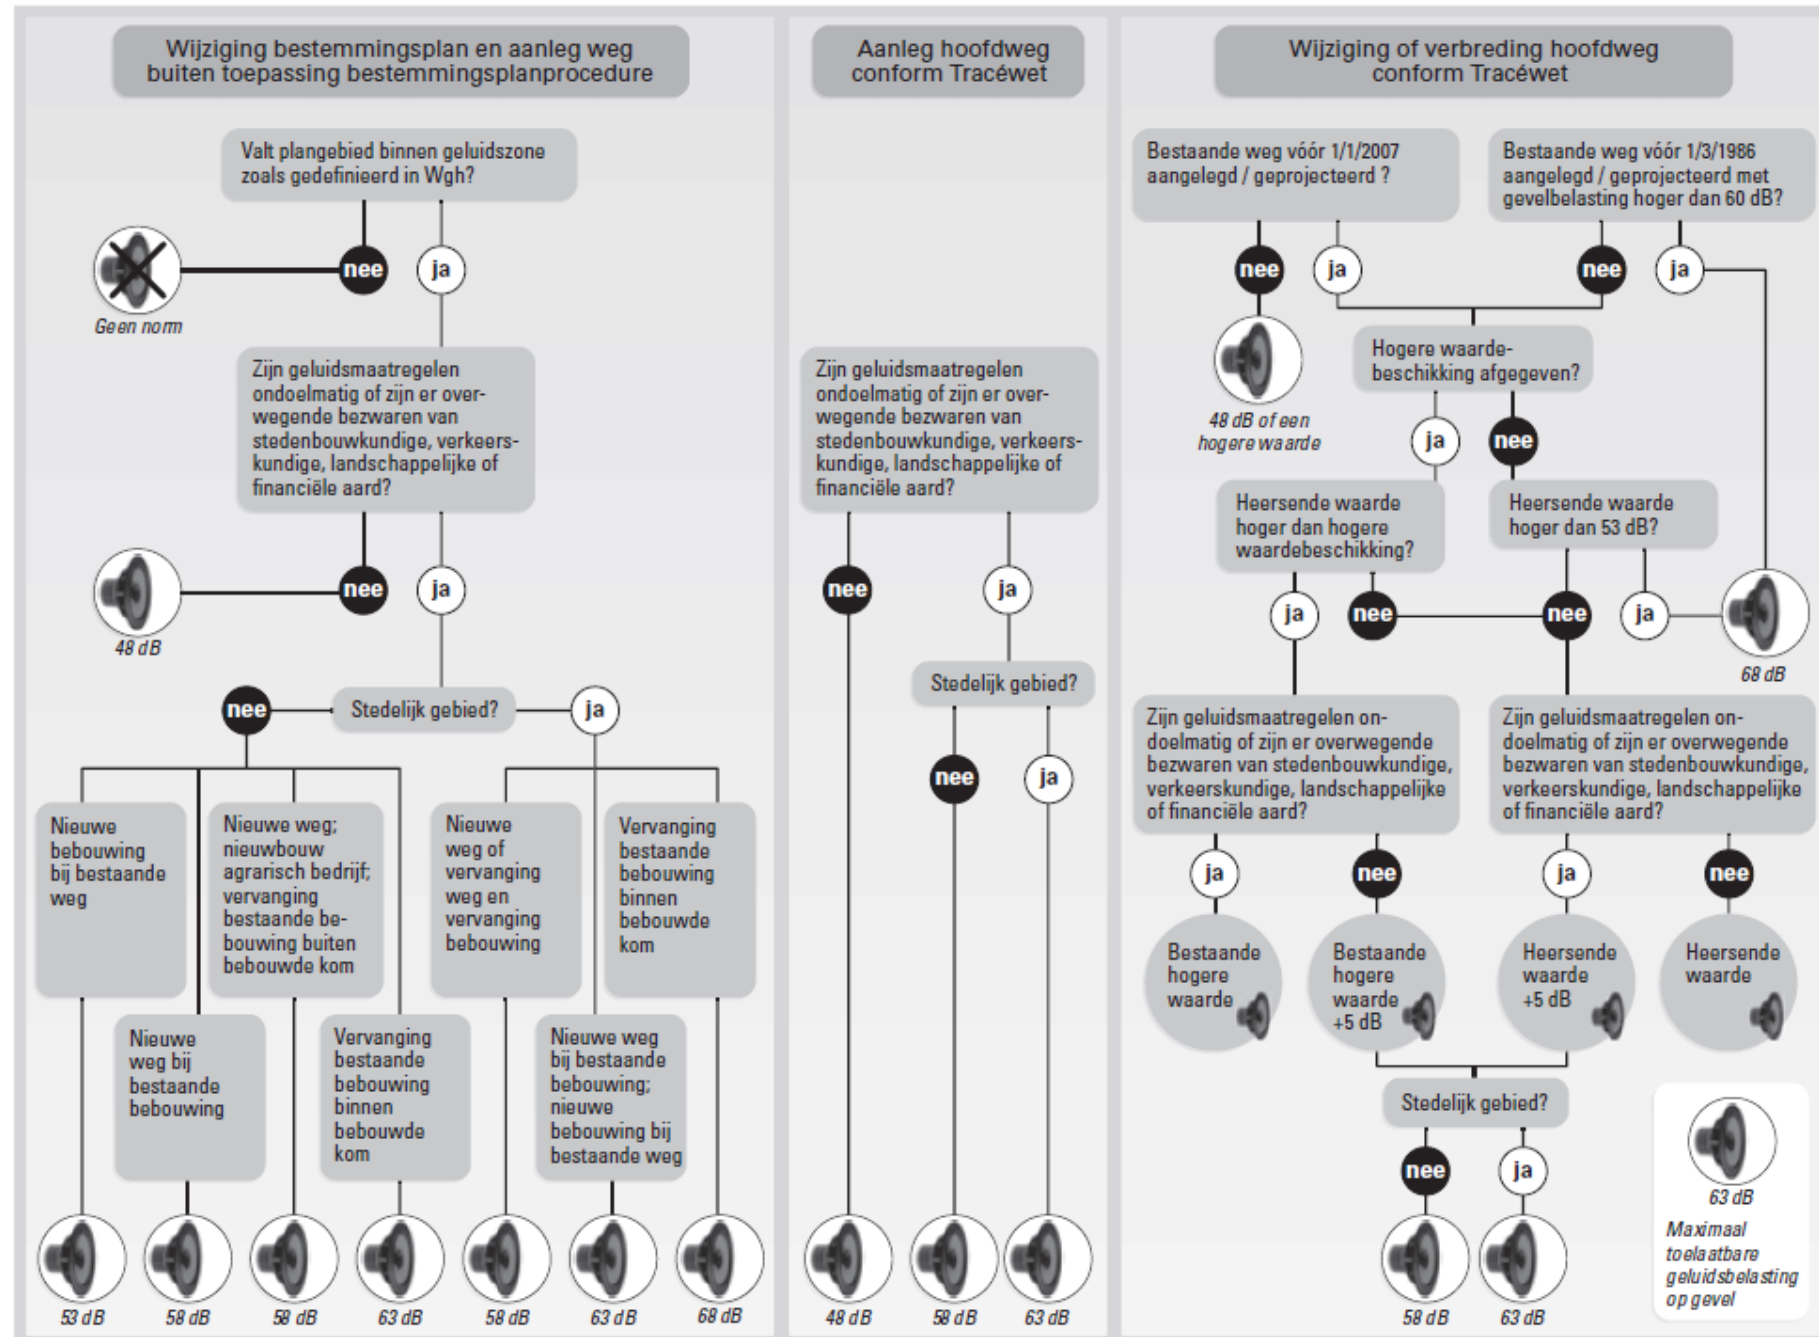 Wijziging bestemmingsplan en aanleg weg
buiten toepassing bestemmingsplanprocedure
Valt plangebied binnen geluidszone
zoals gedefinieerd in Wgh?
nee
ja
Geen norm
Zijn geluidsmaatregelen
ondoelmatig of zijn er over-
wegende bezwaren van
stedenbouwkundige, verkeers-
kundige, landschappelijke of
financiële aard?
nee
ja
48 dB
nee
Stedelijk gebied?
ja
Nieuwe
bebouwing
bij bestaande
weg
Nieuwe weg;
nieuwbouw
agrarisch bedrijf;
vervanging
bestaande be-
bouwing buiten
bebouwde kom
Nieuwe
weg of
vervanging
weg en
vervanging
bebouwing
Vervanging
bestaande
bebouwing
binnen
bebouwde
kom
Nieuwe
weg bij
bestaande
bebouwing
Vervanging
bestaande
bebouwing
binnen
bebouwde
kom
Nieuwe weg
bij bestaande
bebouwing;
nieuwe
bebouwing bij
bestaande weg
53 dB
58 dB
58 dB
63 dB
58 dB
63 dB
68 dB
Aanleg hoofdweg
conform Tracéwet
Zijn geluidsmaatregelen
ondoelmatig of zijn er over-
wegende bezwaren van
stedenbouwkundige, verkeers-
kundige, landschappelijke of
financiële aard?
nee
ja
Stedelijk gebied?
nee
ja
48 dB
58 dB
63 dB
Wijziging of verbreding hoofdweg
conform Tracéwet
Bestaande weg vóór 1/1/2007
aangelegd / geprojecteerd ?
Bestaande weg vóór 1/3/1986
aangelegd / geprojecteerd met
gevelbelasting hoger dan 60 dB?
nee
ja
nee
ja
48 dB of een
hogere waarde
Hogere waarde-
beschikking afgegeven?
ja
nee
Heersende waarde
hoger dan hogere
waardebeschikking?
Heersende waarde
hoger dan 53 dB?
ja
nee
nee
ja
68 dB
Zijn geluidsmaatregelen on-
doelmatig of zijn er overwegende
bezwaren van stedenbouwkundige,
verkeerskundige, landschappelijke
of financiële aard?
Zijn geluidsmaatregelen on-
doelmatig of zijn er overwegende
bezwaren van stedenbouwkundige,
verkeerskundige, landschappelijke
of financiële aard?
ja
nee
ja
nee
Bestaande
hogere
waarde
Bestaande
hogere
waarde
+5 dB
Heersende
waarde
+5 dB
Heersende
waarde
Stedelijk gebied?
nee
ja
58 dB
63 dB
63 dB
Maximaal
toelaatbare
geluidsbelasting
op gevel